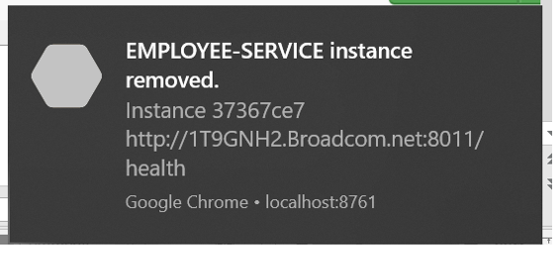 EMPLOYEE-SERVICE instance
removed.
Instance 37367ce7
http://1T9GNH2.Broadcom.net:8011/
health
Google Chrome • localhost:8761